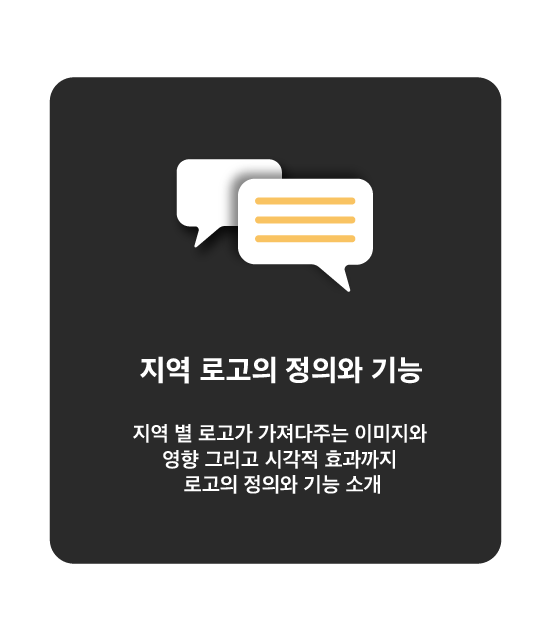 지역 로고의 정의와 기능
지역 별 로고가 가져다주는 이미지와
영향 그리고 시각적 효과까지
로고의 정의와 기능 소개